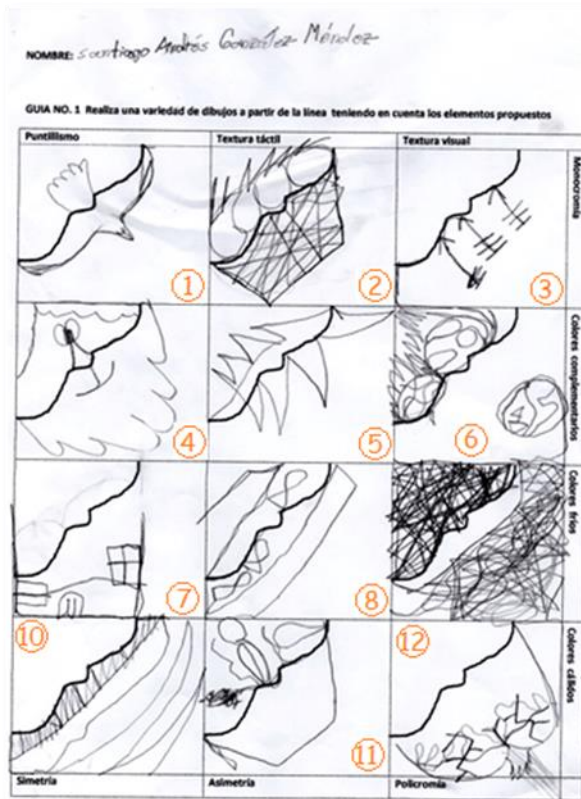 NOMBRE: Santiago Andrés González Méndez
GUIA NO. 1 Realiza una variedad de dibujos a partir de la línea teniendo en cuenta los elementos propuestos
Puntillismo Textura táctil Textura visual
Monocromía
1 2 3
Colores complementarios
4 5 6
Colores fríos
7 8
10 12
Colores cálidos
11
Simetría Asimetría Policromía